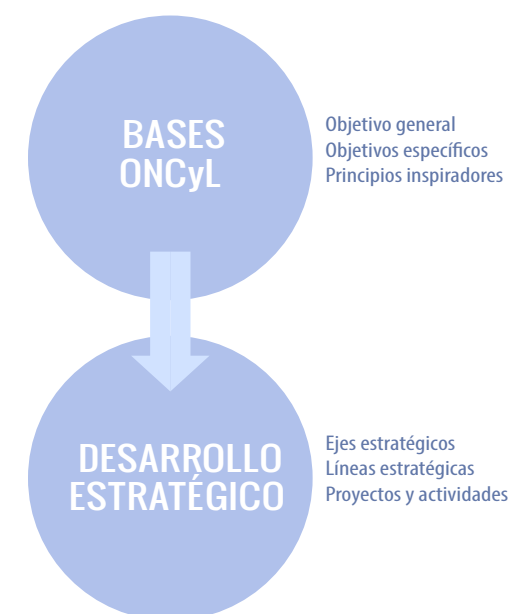 BASES
ONCyL
Objetivo general
Objetivos específicos
Principios inspiradores
DESARROLLO
ESTRATÉGICO
Ejes estratégicos
Líneas estratégicas
Proyectos y actividades